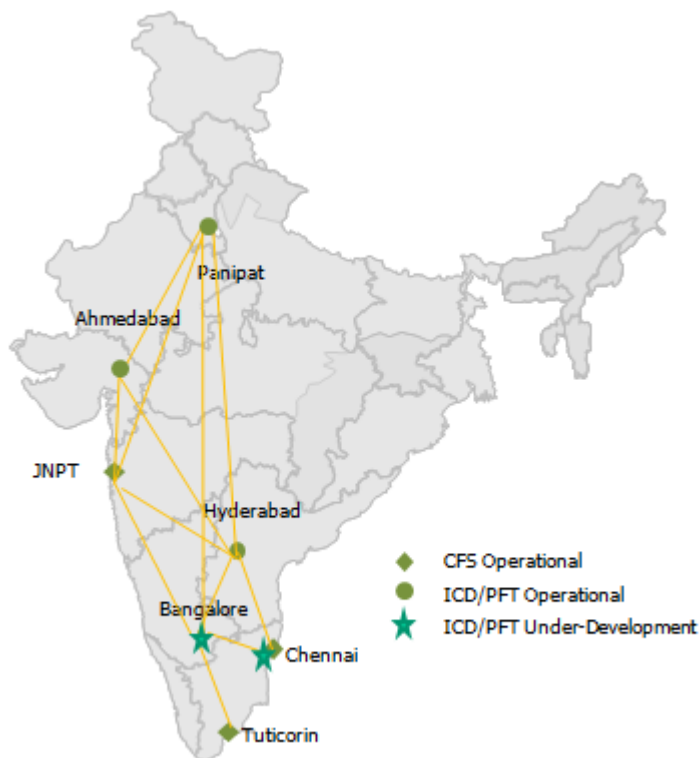 Panipat
Ahmedabad
JNPT
Hyderabad
CFS Operational
ICD/PFT Operational
Bangalore
ICD/PFT Under-Development
Chennai
Tuticorin